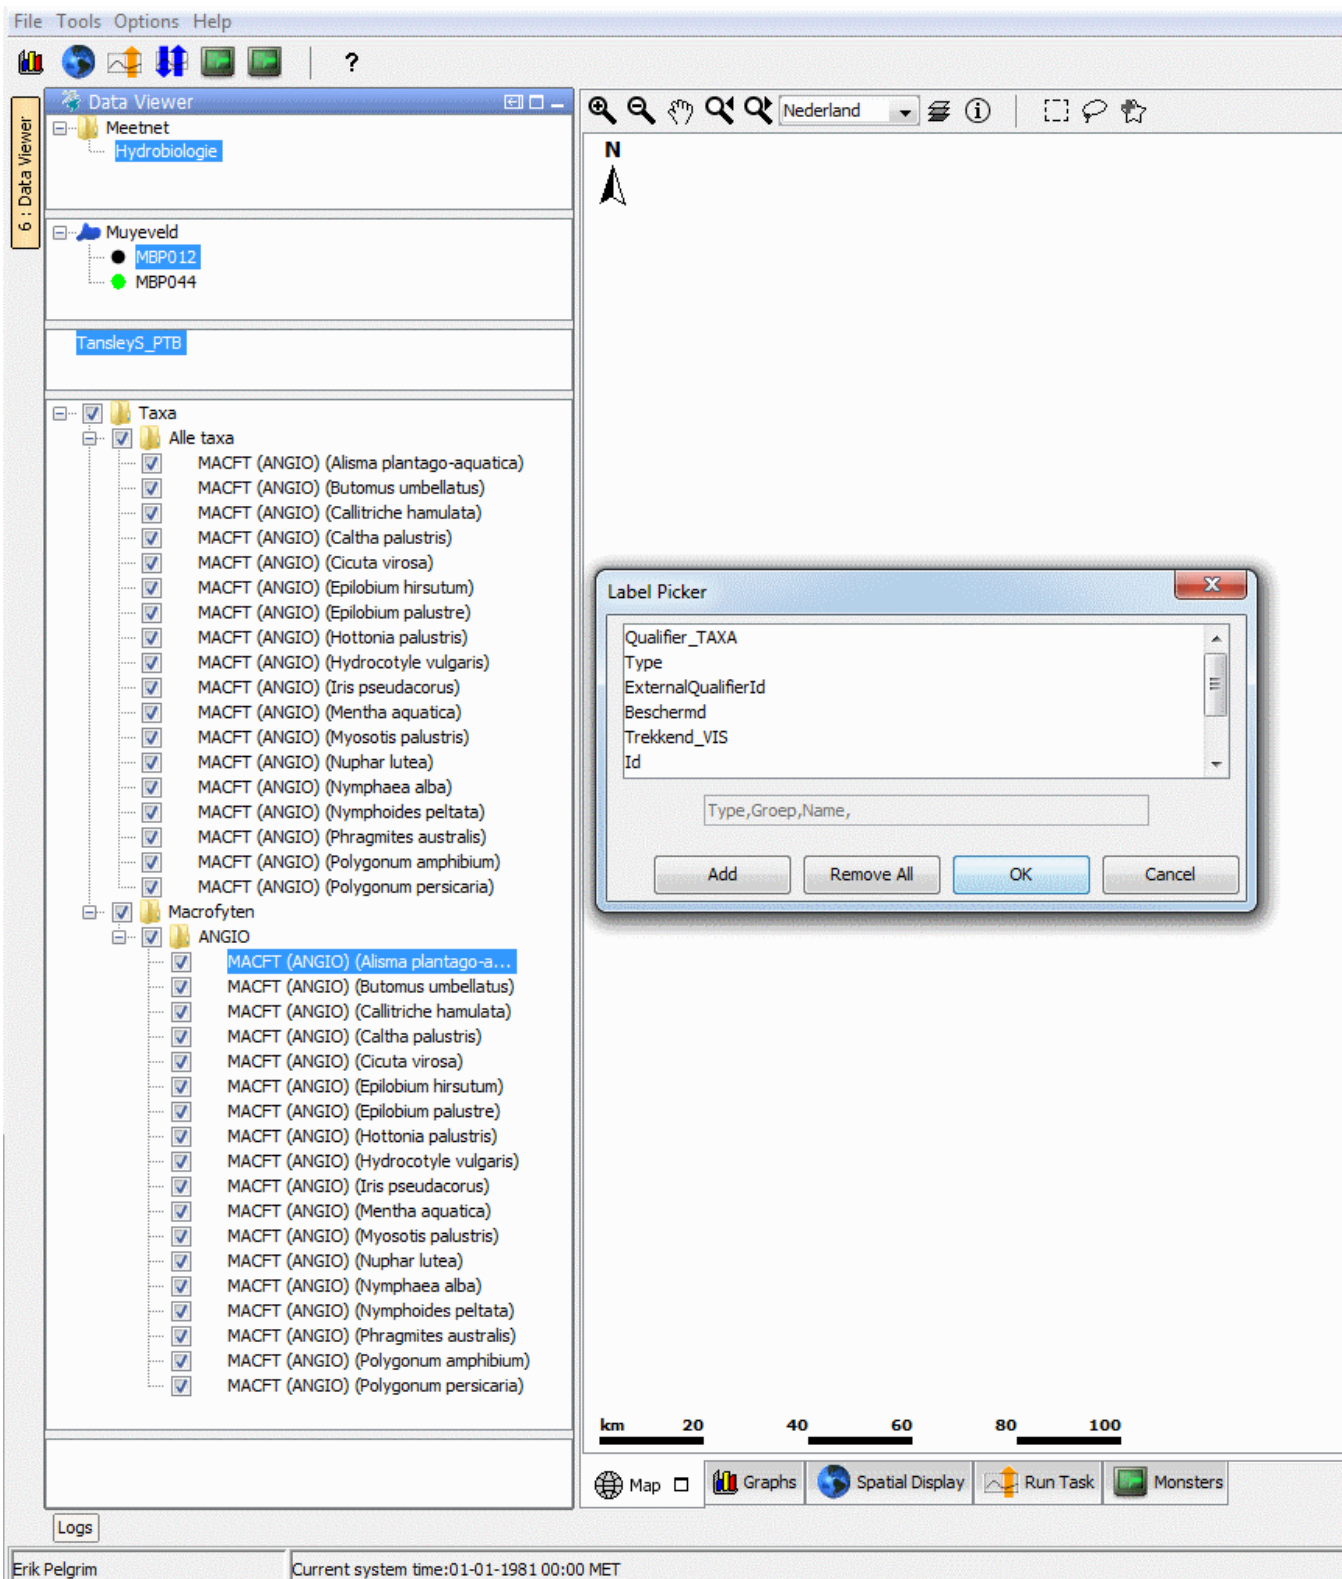 File Tools Options Help
?
6 : Data Viewer
Data Viewer
Meetnet
Hydrobiologie
Muyeveld
MBP012
MBP044
TansleyS_PTB
Taxa
Alle taxa
MACFT (ANGIO) (Alisma plantago-aquatica)
MACFT (ANGIO) (Butomus umbellatus)
MACFT (ANGIO) (Callitriche hamulata)
MACFT (ANGIO) (Caltha palustris)
MACFT (ANGIO) (Cicuta virosa)
MACFT (ANGIO) (Epilobium hirsutum)
MACFT (ANGIO) (Epilobium palustre)
MACFT (ANGIO) (Hottonia palustris)
MACFT (ANGIO) (Hydrocotyle vulgaris)
MACFT (ANGIO) (Iris pseudacorus)
MACFT (ANGIO) (Mentha aquatica)
MACFT (ANGIO) (Myosotis palustris)
MACFT (ANGIO) (Nuphar lutea)
MACFT (ANGIO) (Nymphaea alba)
MACFT (ANGIO) (Nymphoides peltata)
MACFT (ANGIO) (Phragmites australis)
MACFT (ANGIO) (Polygonum amphibium)
MACFT (ANGIO) (Polygonum persicaria)
Macrofyten
ANGIO
MACFT (ANGIO) (Alisma plantago-a...
MACFT (ANGIO) (Butomus umbellatus)
MACFT (ANGIO) (Callitriche hamulata)
MACFT (ANGIO) (Caltha palustris)
MACFT (ANGIO) (Cicuta virosa)
MACFT (ANGIO) (Epilobium hirsutum)
MACFT (ANGIO) (Epilobium palustre)
MACFT (ANGIO) (Hottonia palustris)
MACFT (ANGIO) (Hydrocotyle vulgaris)
MACFT (ANGIO) (Iris pseudacorus)
MACFT (ANGIO) (Mentha aquatica)
MACFT (ANGIO) (Myosotis palustris)
MACFT (ANGIO) (Nuphar lutea)
MACFT (ANGIO) (Nymphaea alba)
MACFT (ANGIO) (Nymphoides peltata)
MACFT (ANGIO) (Phragmites australis)
MACFT (ANGIO) (Polygonum amphibium)
MACFT (ANGIO) (Polygonum persicaria)
Nederland
N
Label Picker
Qualifier_TAXA
Type
ExternalQualifierId
Beschermd
Trekkend_VIS
Id
Type,Groep,Name,
Add Remove All OK Cancel
km 20 40 60 80 100
Map Graphs Spatial Display Run Task Monsters
Logs
Erik Pelgrim Current system time:01-01-1981 00:00 MET